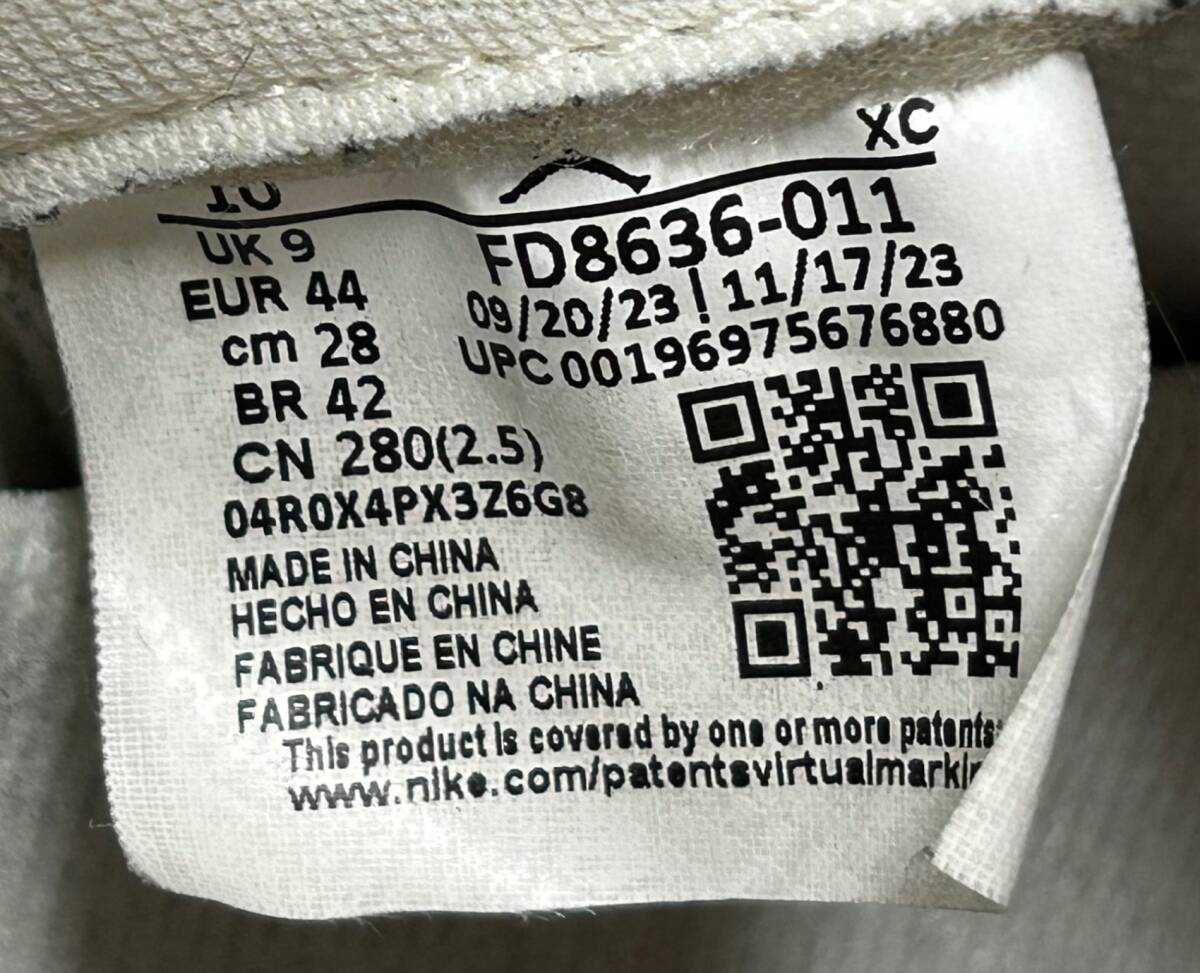 10
XC
UK 9
EUR 44
cm 28
BR 42
CN 280(2.5)
FD8636-011
09/20/23 | 11/17/23
UPC 00196975676880
04R0X4PX3Z6G8
MADE IN CHINA
HECHO EN CHINA
FABRIQUE EN CHINE
FABRICADO NA CHINA
This product is covered by one or more patents:
www.nike.com/patentsvirtualmarkin